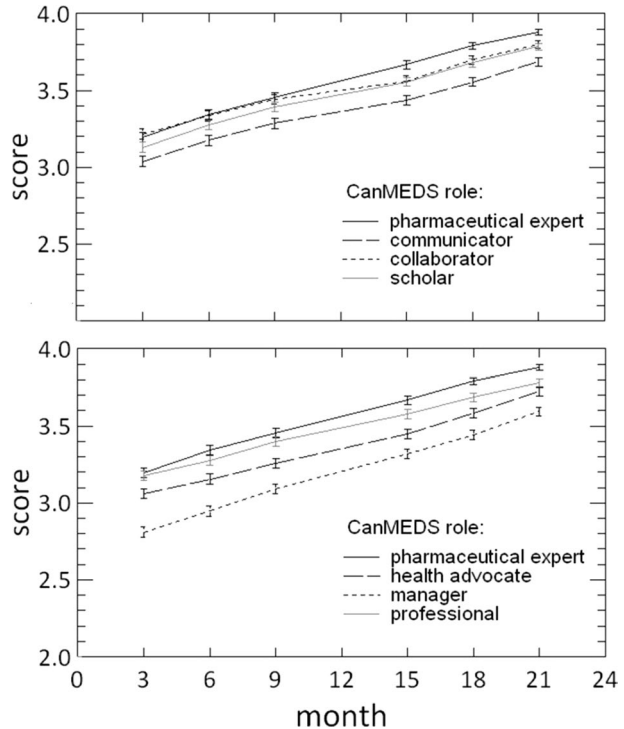 4.0
3.5
3.0
2.5
score
CanMEDS role:
pharmaceutical expert
communicator
collaborator
scholar
4.0
3.5
3.0
2.5
2.0
score
CanMEDS role:
pharmaceutical expert
health advocate
manager
professional
0 3 6 9 12 15 18 21 24
month